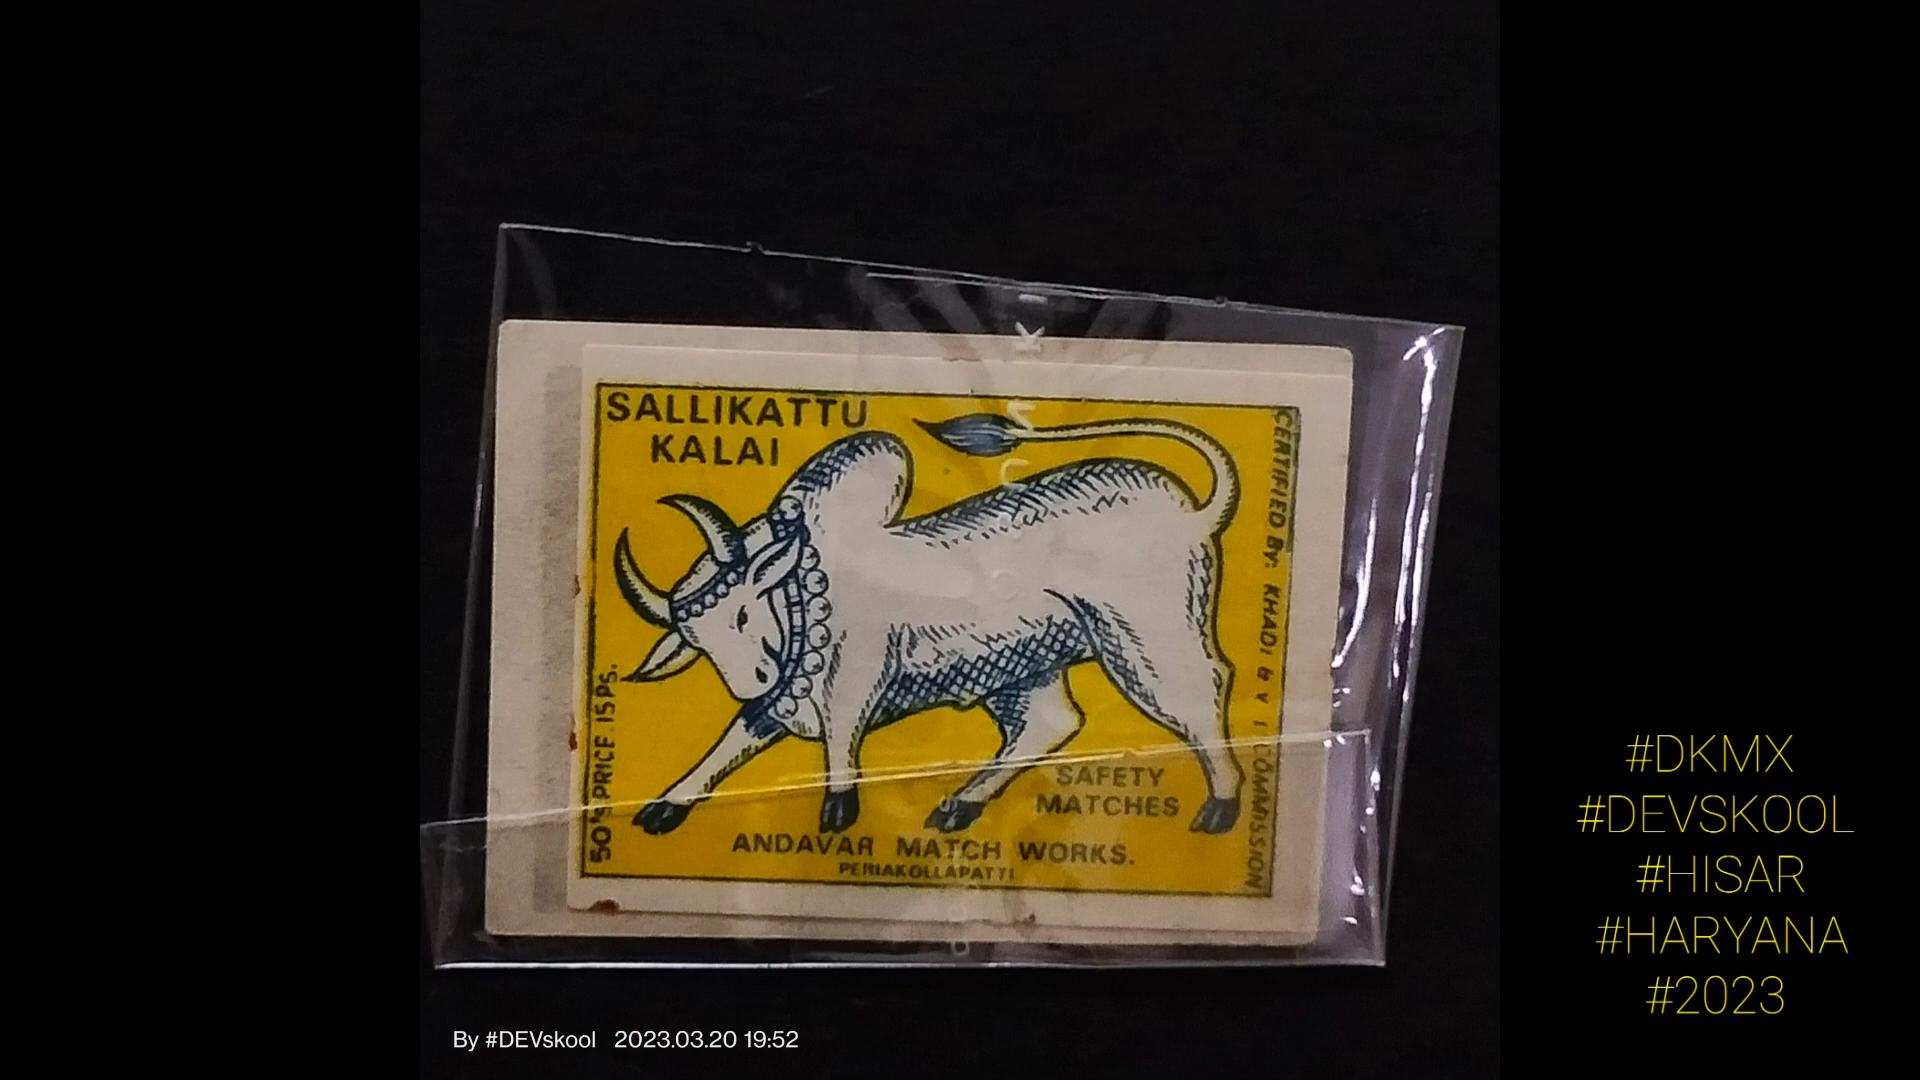 SALLIKATTU
KALAI
CERTIFIED By: KHADI & V I COMMISSION
50's PRICE 15 Ps.
SAFETY
MATCHES
ANDAVAR MATCH WORKS.
PERIAKOLLAPATTI
#DKMX
#DEVSKOOL
#HISAR
#HARYANA
#2023
By #DEVskool 2023.03.20 19:52